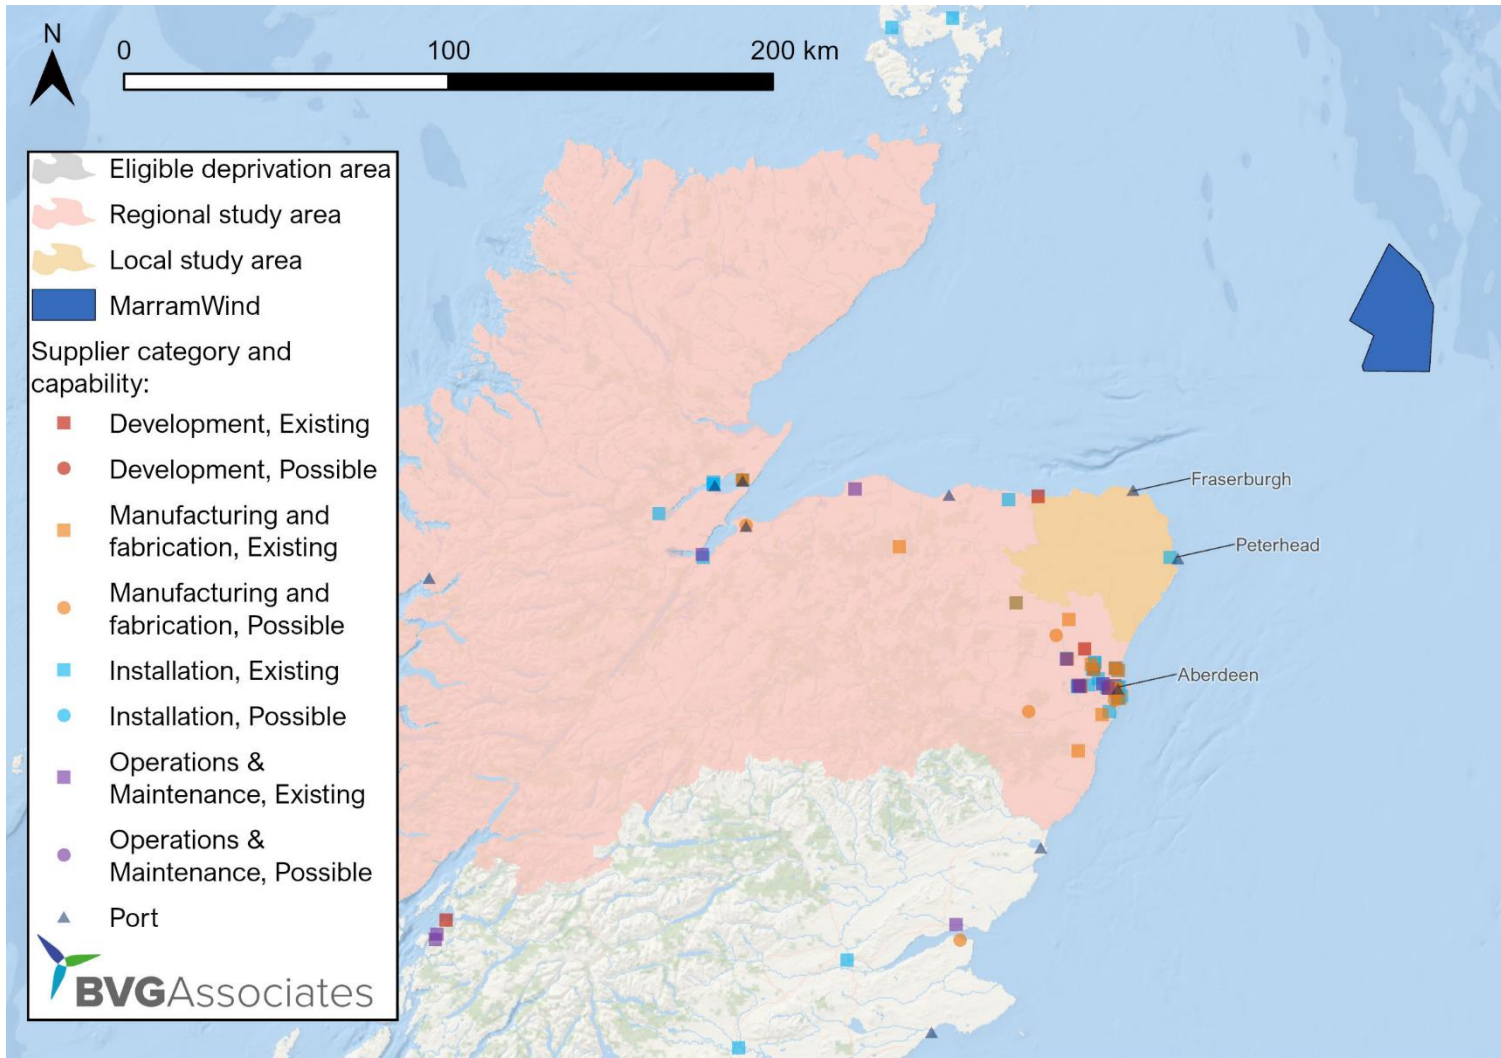 N
0 100 200 km
Eligible deprivation area
Regional study area
Local study area
MarramWind
Supplier category and
capability:
Development, Existing
Development, Possible
Manufacturing and
fabrication, Existing
Manufacturing and
fabrication, Possible
Installation, Existing
Installation, Possible
Operations &
Maintenance, Existing
Operations &
Maintenance, Possible
Port
BVGAssociates
Fraserburgh
Peterhead
Aberdeen